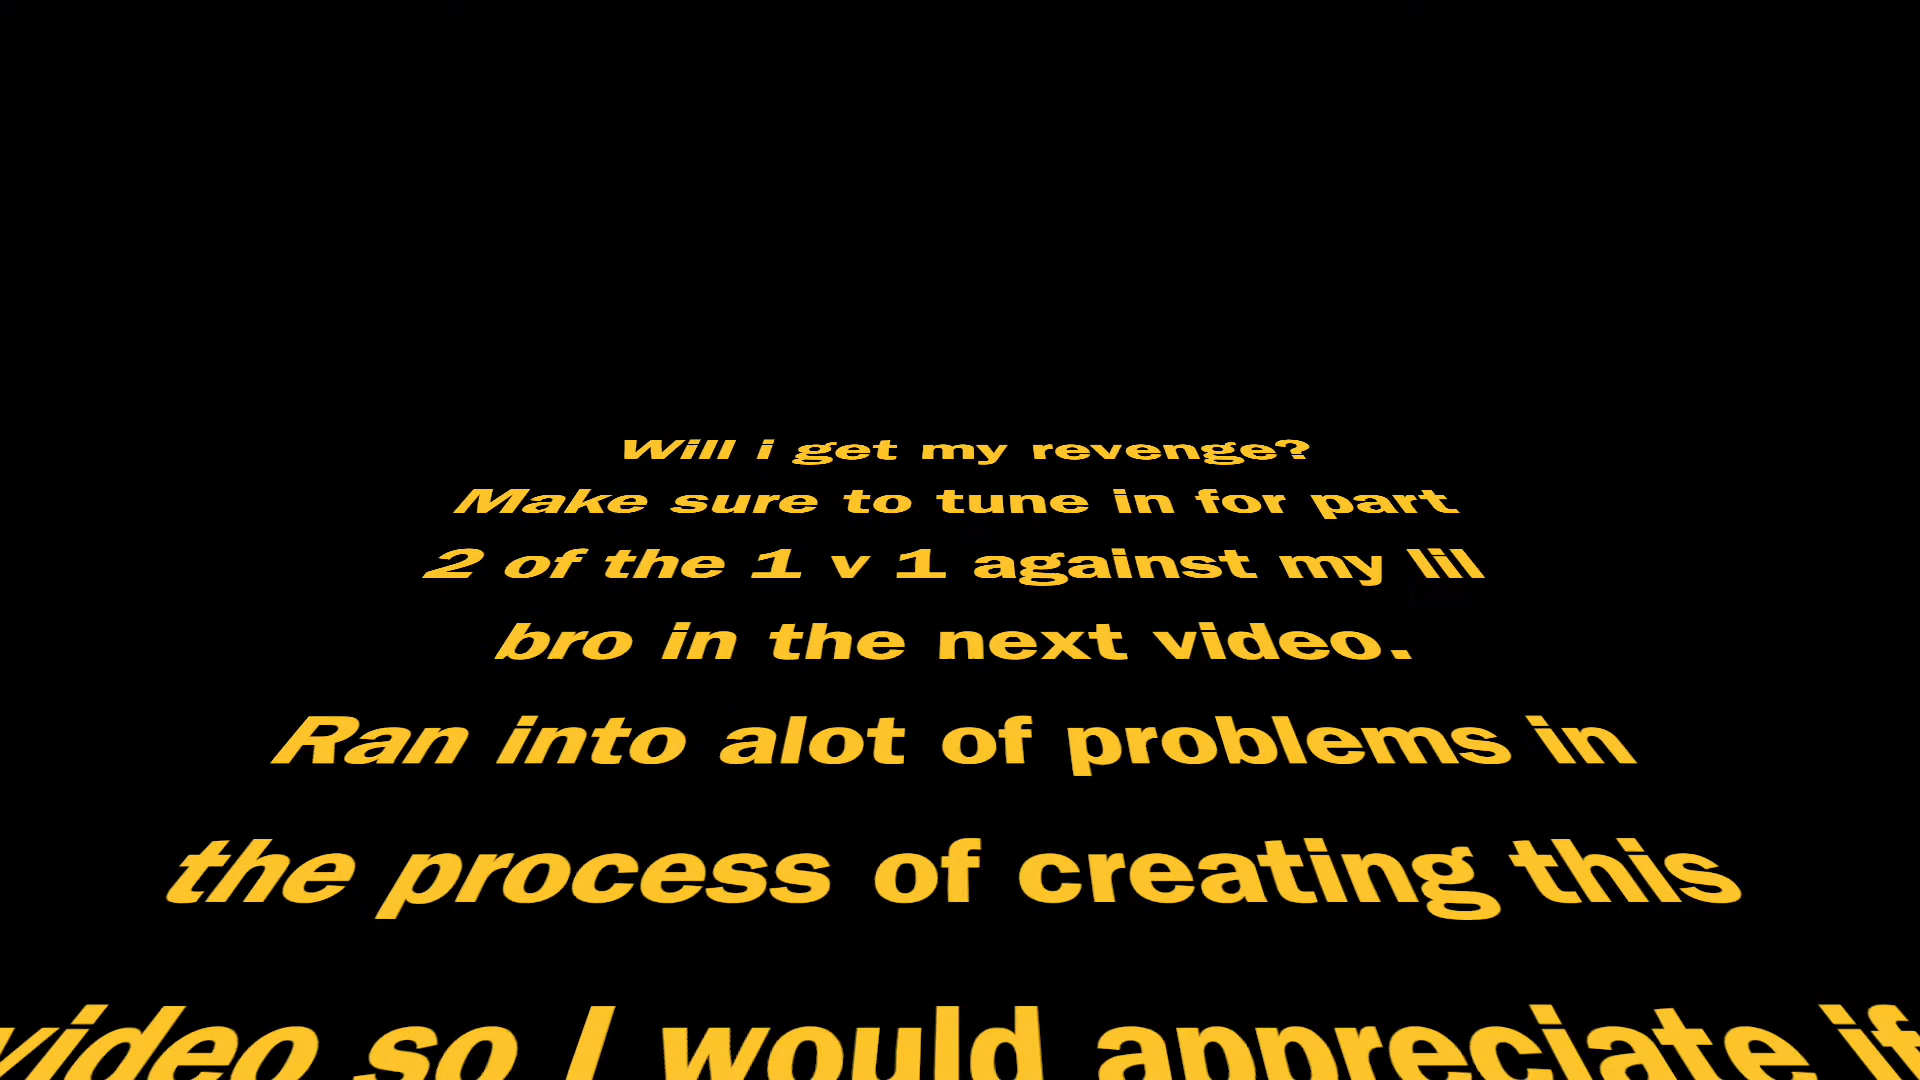 Will i get my revenge?
Make sure to tune in for part
2 of the 1 v 1 against my lil
bro in the next video.
Ran into alot of problems in
the process of creating this
video so I would appreciate if